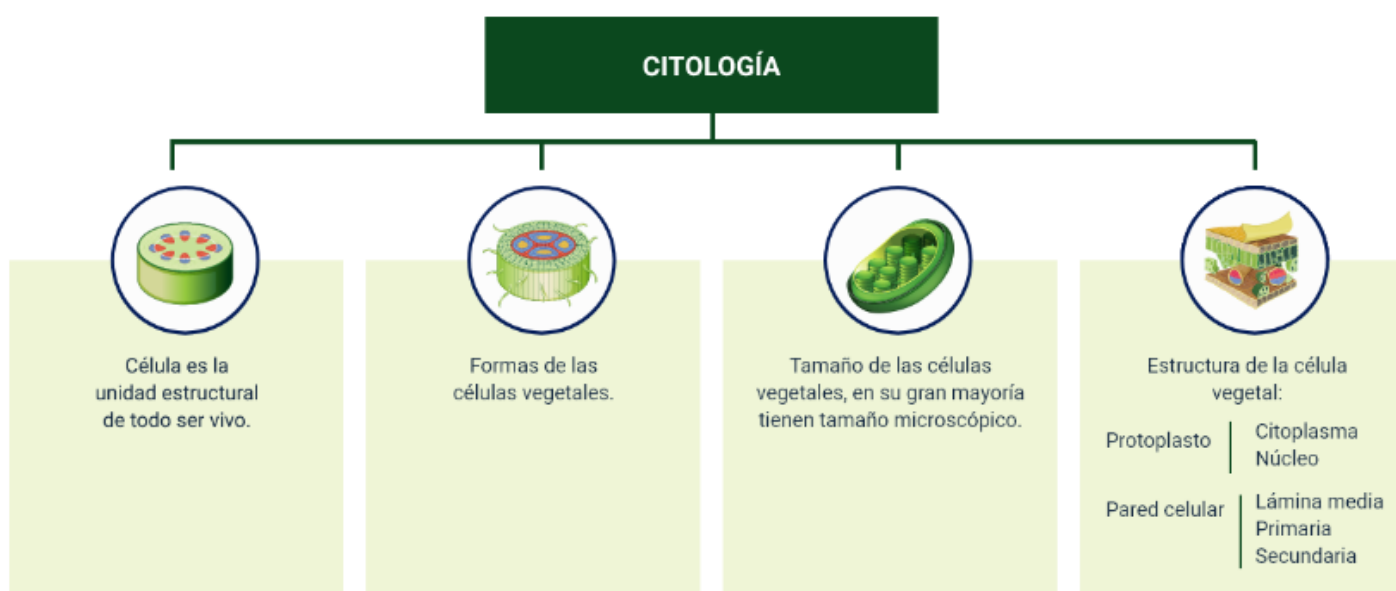 CITOLOGÍA
Célula es la
unidad estructural
de todo ser vivo.
Formas de las
células vegetales.
Tamaño de las células
vegetales, en su gran mayoría
tienen tamaño microscópico.
Estructura de la célula
vegetal:
Protoplasto
Citoplasma
Núcleo
Pared celular
Lámina media
Primaria
Secundaria